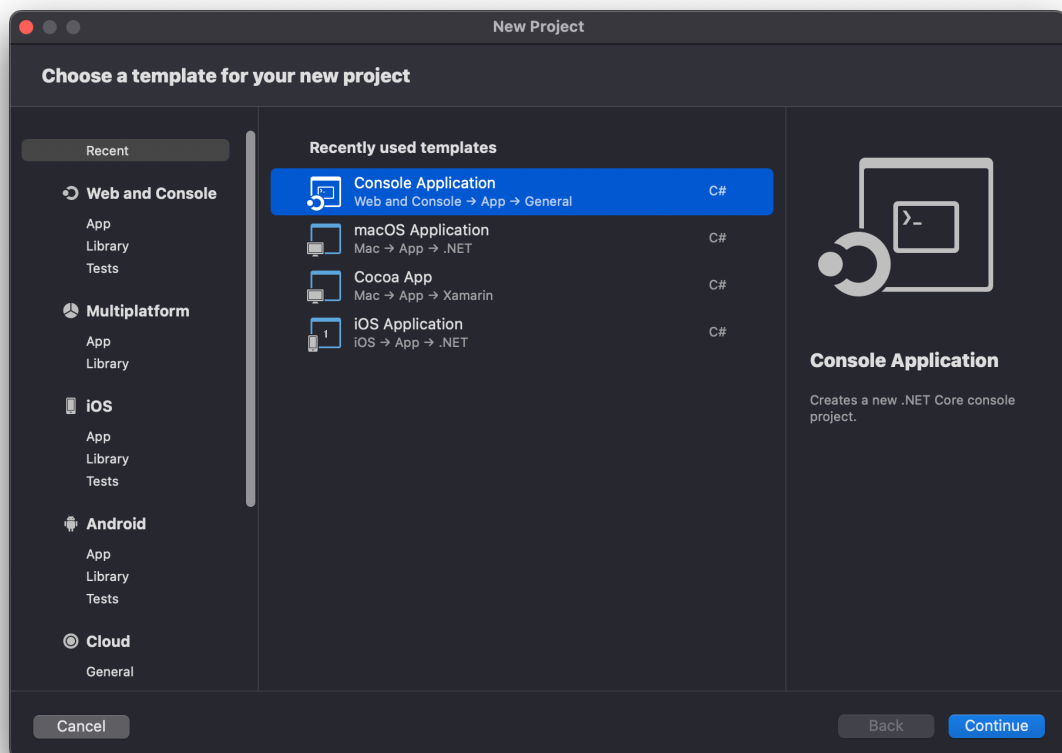 New Project
Choose a template for your new project
Recent
Web and Console
App
Library
Tests
Multiplatform
App
Library
iOS
App
Library
Tests
Android
App
Library
Tests
Cloud
General
Recently used templates
Console Application
C#
Web and Console → App → General
macOS Application
C#
Mac → App → .NET
Cocoa App
C#
Mac → App → Xamarin
1
iOS Application
C#
iOS → App → .NET
Console Application
Creates a new .NET Core console
project.
Cancel
Back
Continue